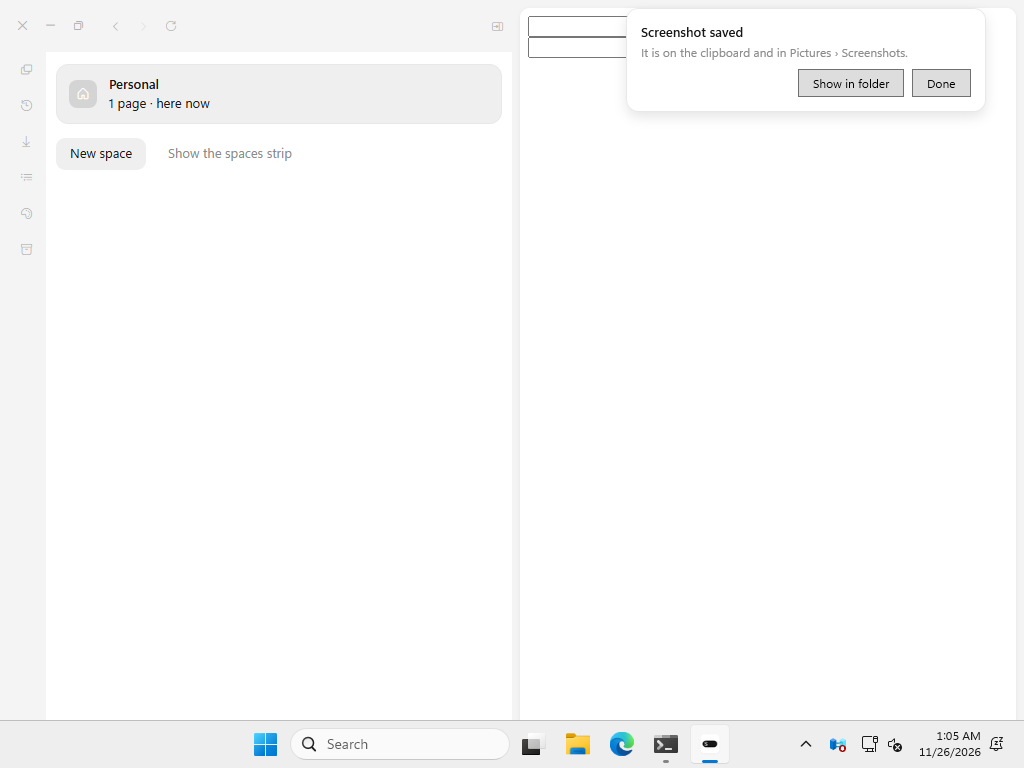 Screenshot saved
It is on the clipboard and in Pictures › Screenshots.
Show in folder
Done
Personal
1 page · here now
New space
Show the spaces strip
Search
1:05 AM
11/26/2026